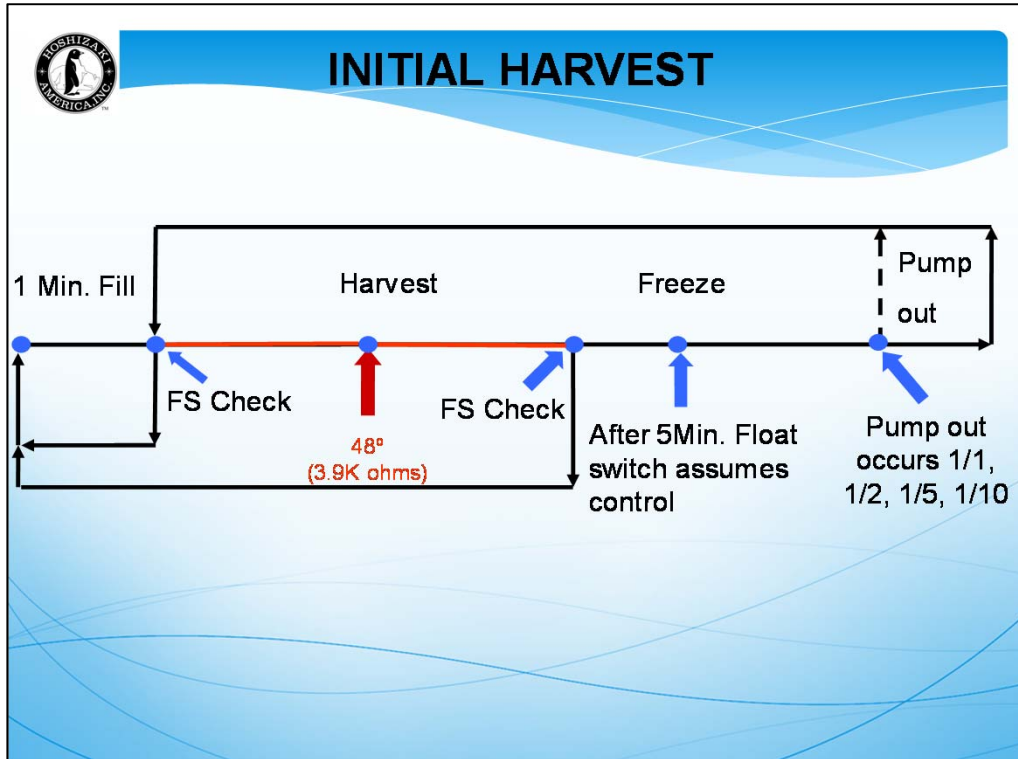 HOSHIZAKI
AMERICA, INC.
TM
INITIAL HARVEST
1 Min. Fill
Harvest
Freeze
Pump
out
FS Check
48º
(3.9K ohms)
FS Check
After 5Min. Float
switch assumes
control
Pump out
occurs 1/1,
1/2, 1/5, 1/10